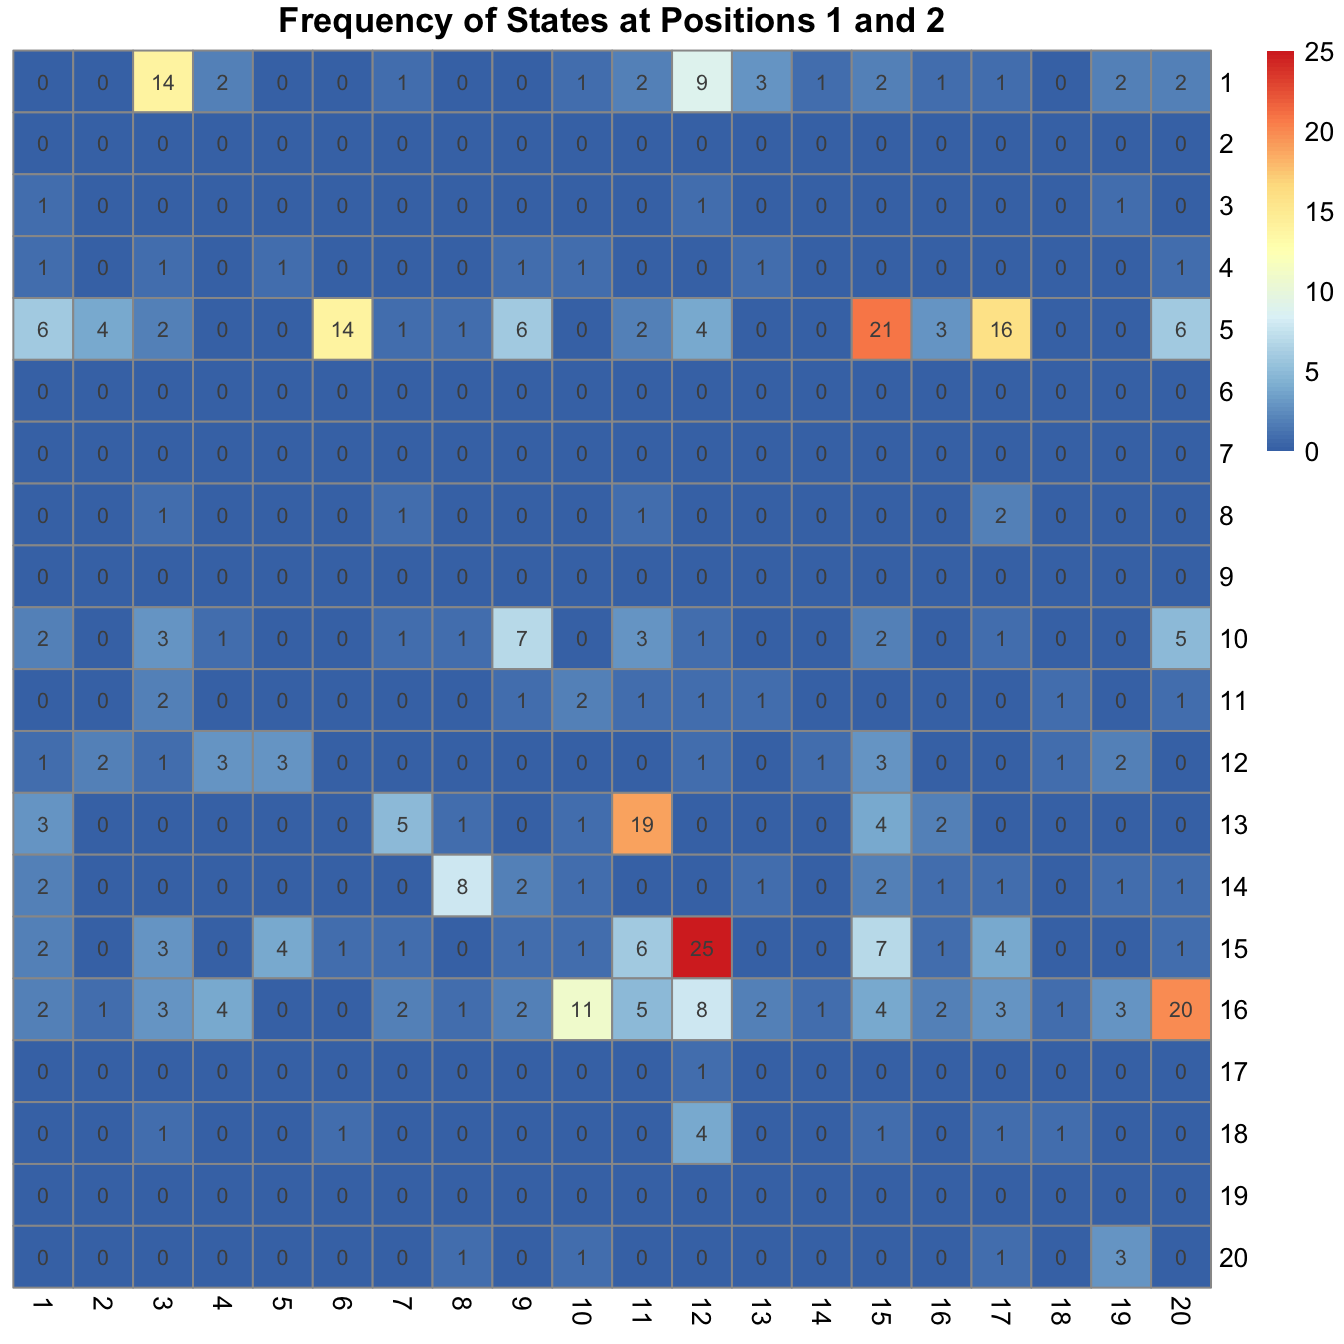 Frequency of States at Positions 1 and 2
0 0 14 2 0 0 1 0 0 1 2 9 3 1 2 1 1 0 2 2 1
0 0 0 0 0 0 0 0 0 0 0 0 0 0 0 0 0 0 0 0 2
1 0 0 0 0 0 0 0 0 0 0 1 0 0 0 0 0 0 1 0 3
1 0 1 0 1 0 0 0 1 1 0 0 1 0 0 0 0 0 0 1 4
6 4 2 0 0 14 1 1 6 0 2 4 0 0 21 3 16 0 0 6 5
0 0 0 0 0 0 0 0 0 0 0 0 0 0 0 0 0 0 0 0 6
0 0 0 0 0 0 0 0 0 0 0 0 0 0 0 0 0 0 0 0 7
0 0 1 0 0 0 1 0 0 0 1 0 0 0 0 0 2 0 0 0 8
0 0 0 0 0 0 0 0 0 0 0 0 0 0 0 0 0 0 0 0 9
2 0 3 1 0 0 1 1 7 0 3 1 0 0 2 0 1 0 0 5 10
0 0 2 0 0 0 0 0 1 2 1 1 1 0 0 0 0 1 0 1 11
1 2 1 3 3 0 0 0 0 0 0 1 0 1 3 0 0 1 2 0 12
3 0 0 0 0 0 5 1 0 1 19 0 0 0 4 2 0 0 0 0 13
2 0 0 0 0 0 0 8 2 1 0 0 1 0 2 1 1 0 1 1 14
2 0 3 0 4 1 1 0 1 1 6 25 0 0 7 1 4 0 0 1 15
2 1 3 4 0 0 2 1 2 11 5 8 2 1 4 2 3 1 3 20 16
0 0 0 0 0 0 0 0 0 0 0 1 0 0 0 0 0 0 0 0 17
0 0 1 0 0 1 0 0 0 0 0 4 0 0 1 0 1 1 0 0 18
0 0 0 0 0 0 0 0 0 0 0 0 0 0 0 0 0 0 0 0 19
0 0 0 0 0 0 0 1 0 1 0 0 0 0 0 0 1 0 3 0 20
1 2 3 4 5 6 7 8 9 10 11 12 13 14 15 16 17 18 19 20
25
20
15
10
5
0